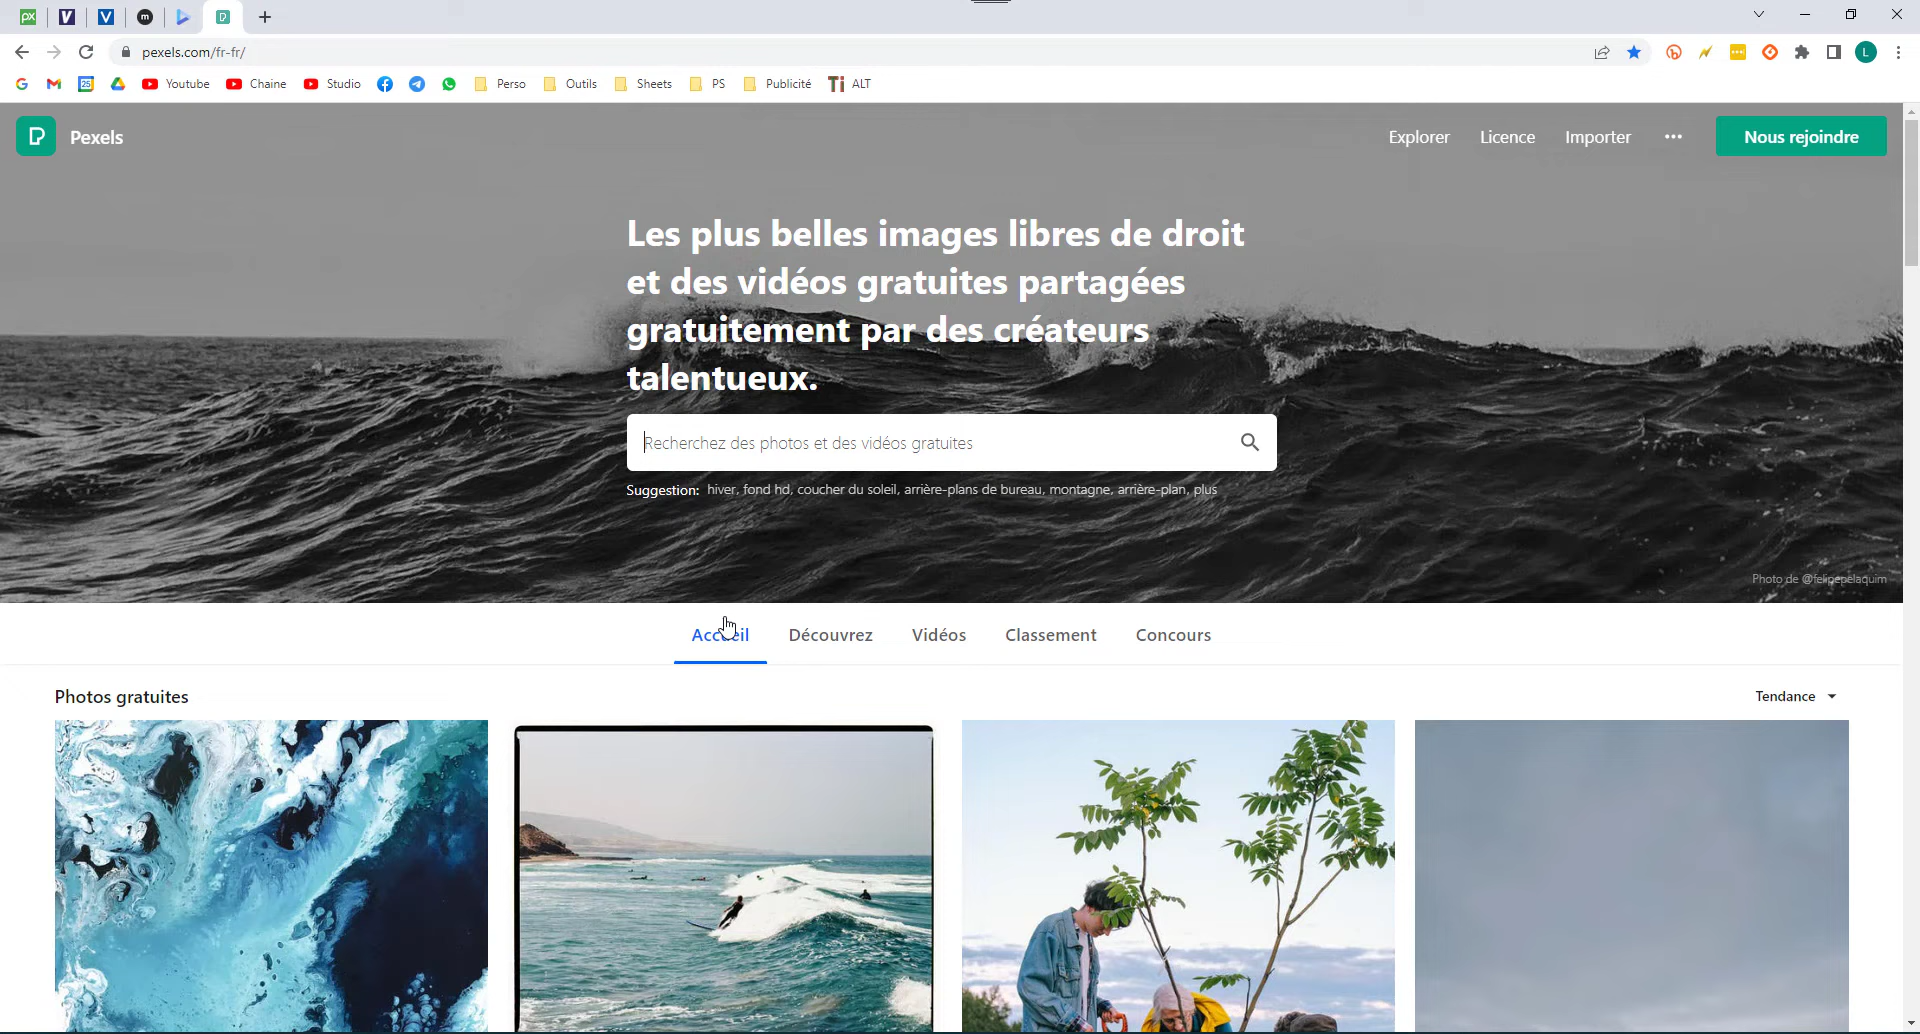 pexels.com/fr-fr/
L
25
Youtube
Chaine
Studio
Perso
Outils
Sheets
PS
Publicité
Ti ALT
Pexels
Explorer
Licence
Importer
Nous rejoindre
Les plus belles images libres de droit
et des vidéos gratuites partagées
gratuitement par des créateurs
talentueux.
Recherchez des photos et des vidéos gratuites
Suggestion: hiver, fond hd, coucher du soleil, arrière-plans de bureau, montagne, arrière-plan, plus
Photo de @felipepelaquim
Accueil
Découvrez
Vidéos
Classement
Concours
Photos gratuites
Tendance